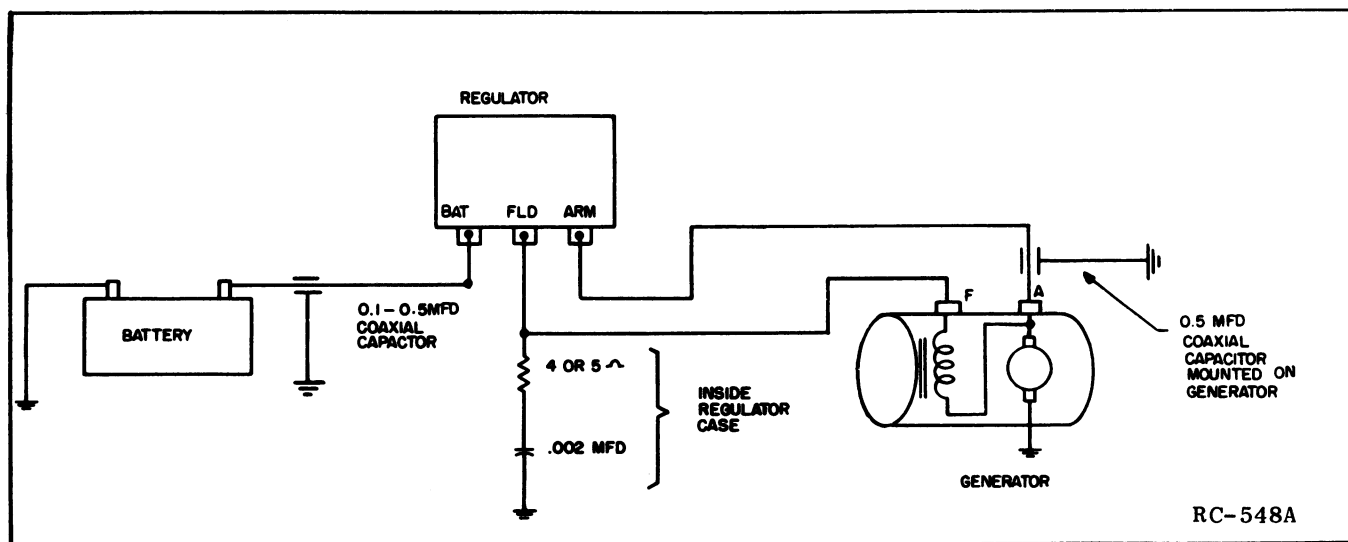 REGULATOR
BAT FLD ARM
BATTERY
0.1-0.5MFD
COAXIAL
CAPACTOR
4 OR 5 ⌒
.002 MFD
INSIDE
REGULATOR
CASE
F
A
0.5 MFD
COAXIAL
CAPACITOR
MOUNTED ON
GENERATOR
GENERATOR
RC-548A